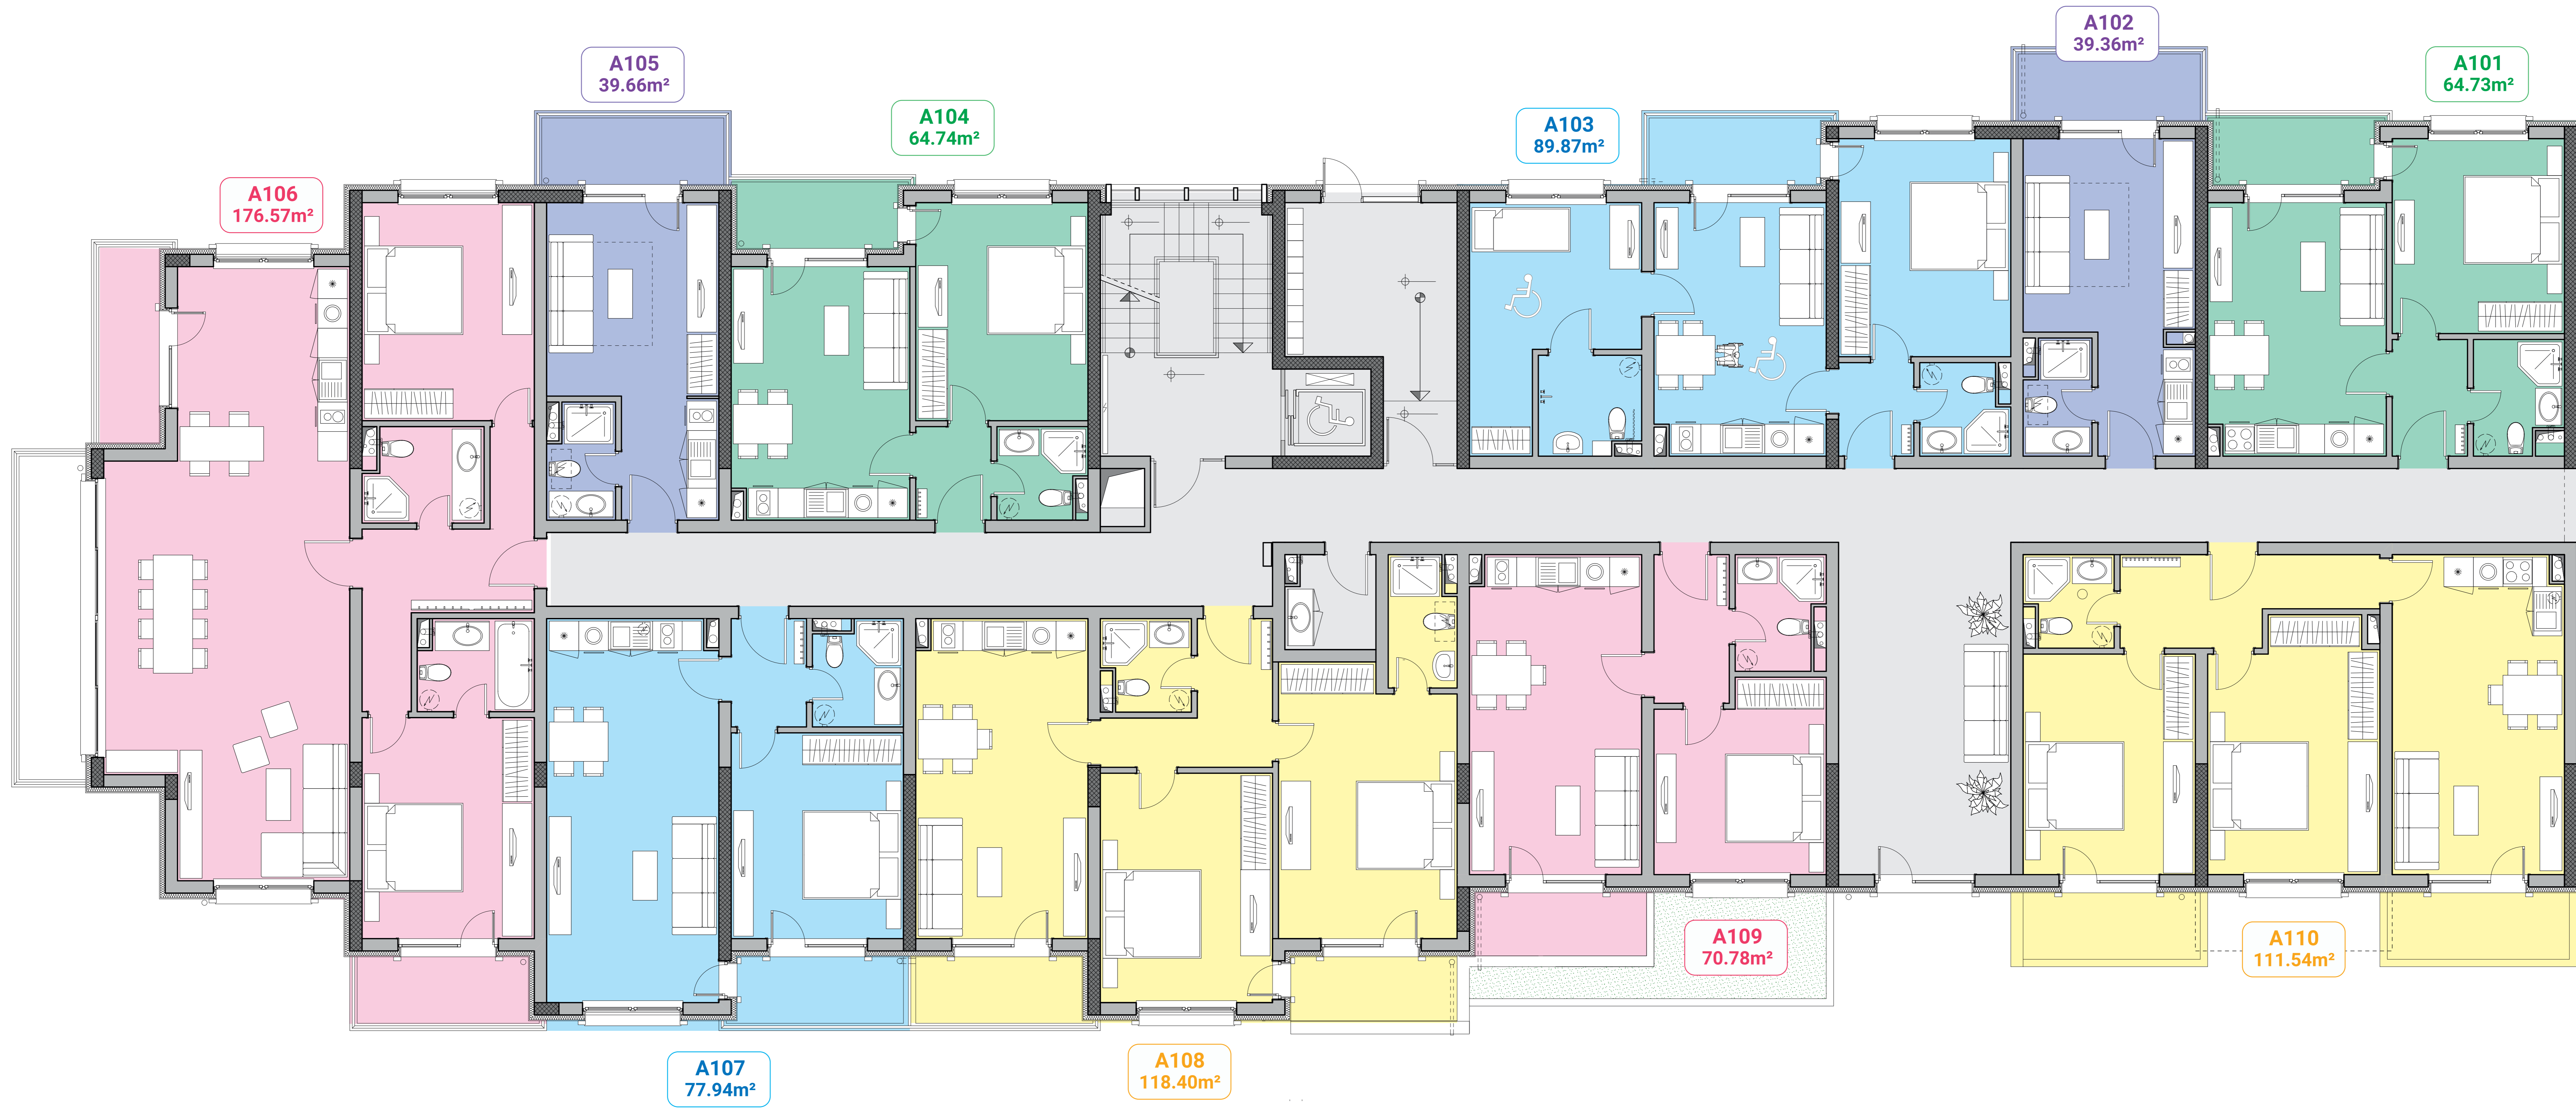 A102
39.36m²
A105
39.66m²
A101
64.73m²
A104
64.74m²
A103
89.87m²
A106
176.57m²
A109
70.78m²
A110
111.54m²
A107
77.94m²
A108
118.40m²